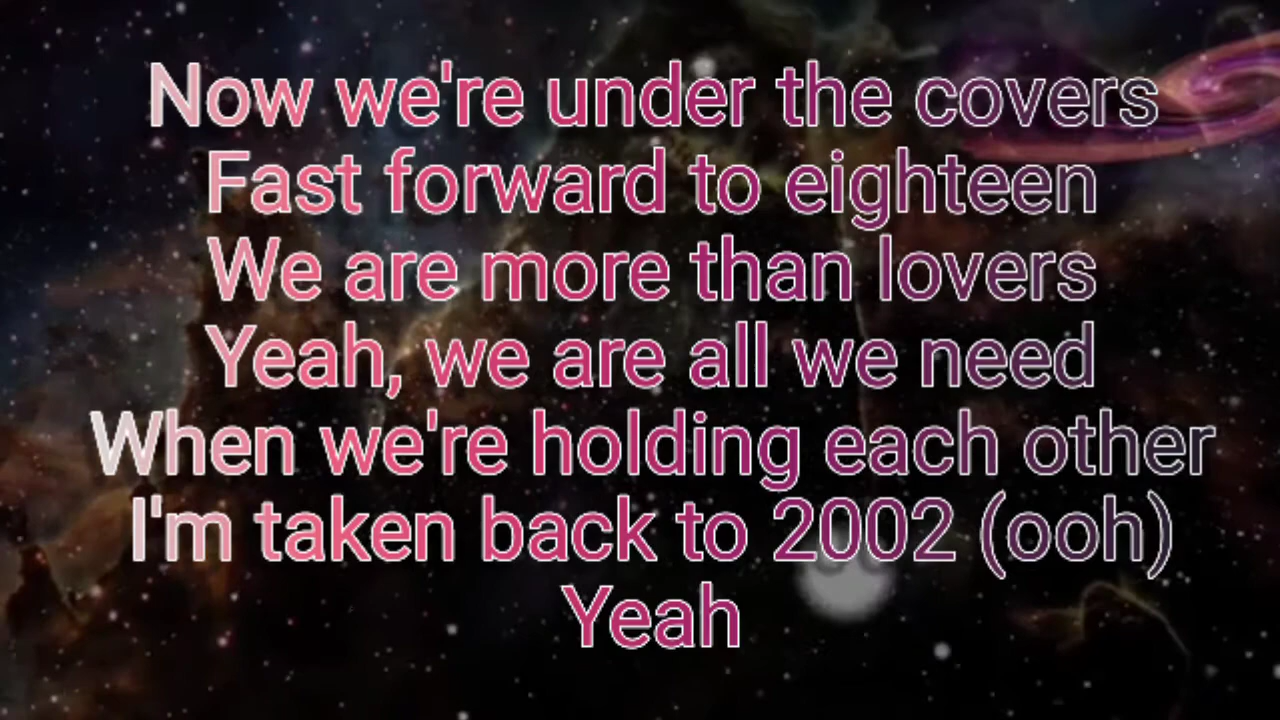 Now we're under the covers
Fast forward to eighteen
We are more than lovers
Yeah, we are all we need
When we're holding each other
I'm taken back to 2002 (ooh)
Yeah